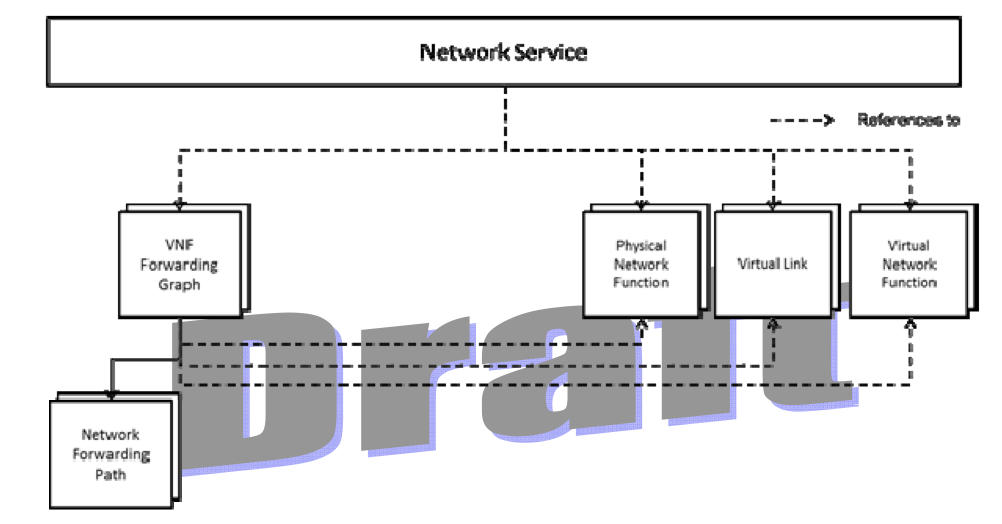 Network Service
References to
VNF
Forwarding
Graph
Physical
Network
Function
Virtual Link
Virtual
Network
Function
Network
Forwarding
Path
Draft